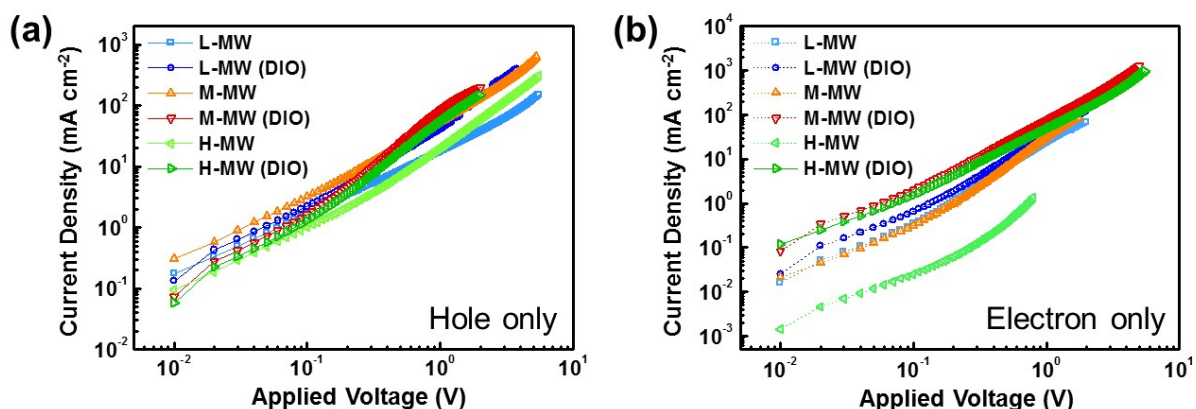 (a)
Current Density (mA cm⁻²)
10³
10²
10¹
10⁰
10⁻¹
10⁻²
L-MW
L-MW (DIO)
M-MW
M-MW (DIO)
H-MW
H-MW (DIO)
Hole only
10⁻² 10⁻¹ 10⁰ 10¹
Applied Voltage (V)
(b)
Current Density (mA cm⁻²)
10⁴
10³
10²
10¹
10⁰
10⁻¹
10⁻²
10⁻³
L-MW
L-MW (DIO)
M-MW
M-MW (DIO)
H-MW
H-MW (DIO)
Electron only
10⁻² 10⁻¹ 10⁰ 10¹
Applied Voltage (V)